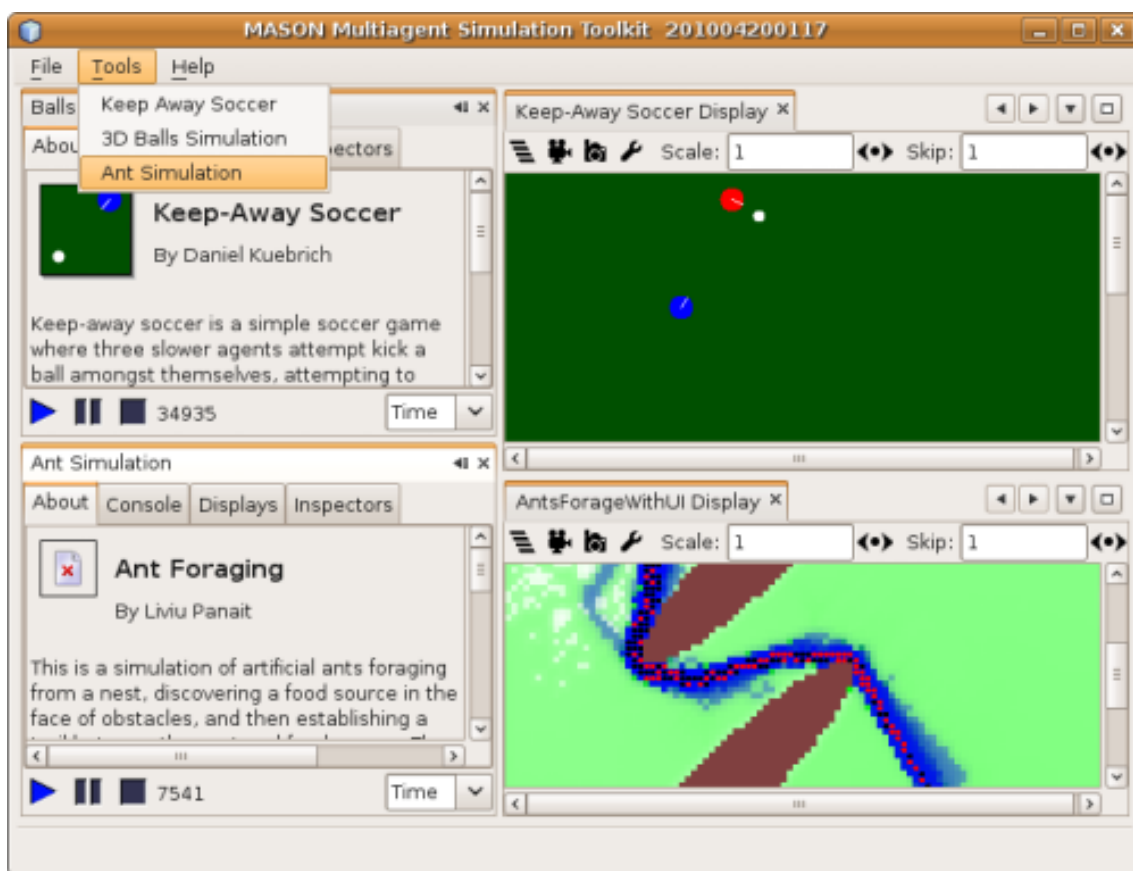 MASON Multiagent Simulation Toolkit 201004200117
File Tools Help
Keep Away Soccer
3D Balls Simulation
Ant Simulation
Balls
Abou
ectors
Keep-Away Soccer
By Daniel Kuebrich
Keep-away soccer is a simple soccer game
where three slower agents attempt kick a
ball amongst themselves, attempting to
34935
Time
Keep-Away Soccer Display
Scale: 1 Skip: 1
Ant Simulation
About Console Displays Inspectors
Ant Foraging
By Liviu Panait
This is a simulation of artificial ants foraging
from a nest, discovering a food source in the
face of obstacles, and then establishing a
7541
Time
AntsForageWithUI Display
Scale: 1 Skip: 1